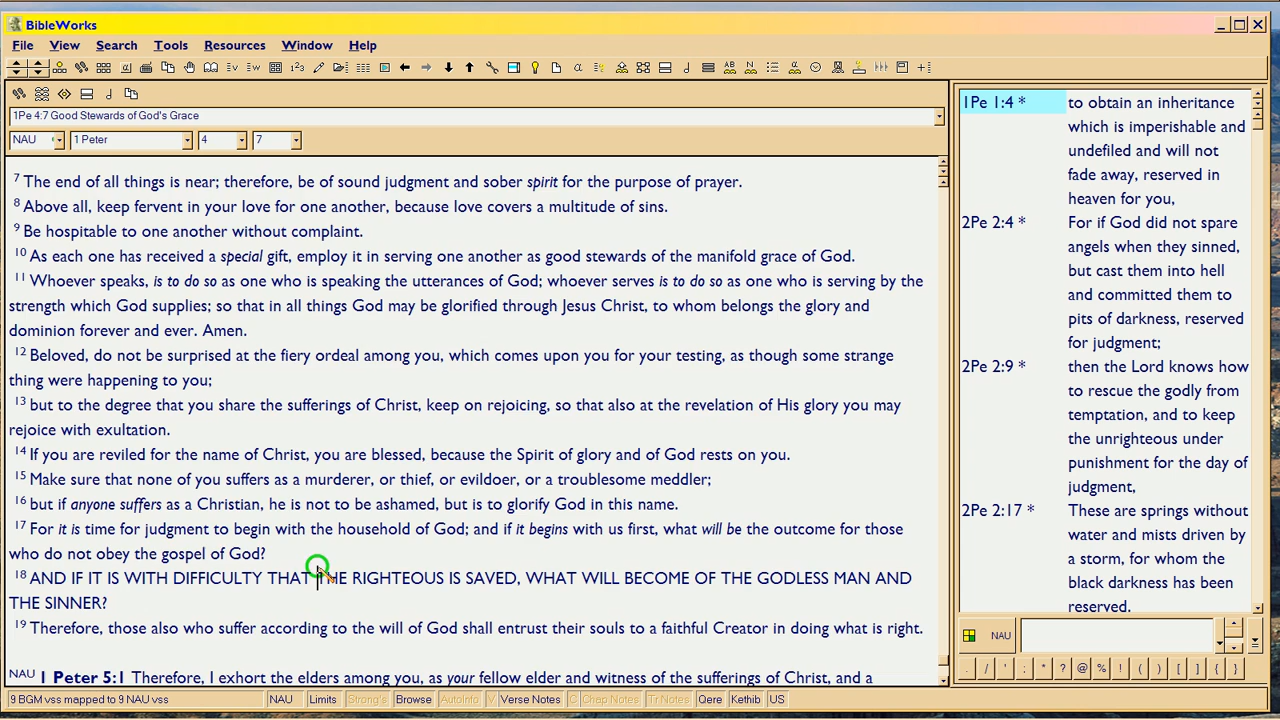 BibleWorks
File View Search Tools Resources Window Help
1Pe 4:7 Good Stewards of God's Grace
NAU 1 Peter 4 7
7 The end of all things is near; therefore, be of sound judgment and sober spirit for the purpose of prayer.
8 Above all, keep fervent in your love for one another, because love covers a multitude of sins.
9 Be hospitable to one another without complaint.
10 As each one has received a special gift, employ it in serving one another as good stewards of the manifold grace of God.
11 Whoever speaks, is to do so as one who is speaking the utterances of God; whoever serves is to do so as one who is serving by the
strength which God supplies; so that in all things God may be glorified through Jesus Christ, to whom belongs the glory and
dominion forever and ever. Amen.
12 Beloved, do not be surprised at the fiery ordeal among you, which comes upon you for your testing, as though some strange
thing were happening to you;
13 but to the degree that you share the sufferings of Christ, keep on rejoicing, so that also at the revelation of His glory you may
rejoice with exultation.
14 If you are reviled for the name of Christ, you are blessed, because the Spirit of glory and of God rests on you.
15 Make sure that none of you suffers as a murderer, or thief, or evildoer, or a troublesome meddler;
16 but if anyone suffers as a Christian, he is not to be ashamed, but is to glorify God in this name.
17 For it is time for judgment to begin with the household of God; and if it begins with us first, what will be the outcome for those
who do not obey the gospel of God?
18 AND IF IT IS WITH DIFFICULTY THAT THE RIGHTEOUS IS SAVED, WHAT WILL BECOME OF THE GODLESS MAN AND
THE SINNER?
19 Therefore, those also who suffer according to the will of God shall entrust their souls to a faithful Creator in doing what is right.
NAU 1 Peter 5:1 Therefore, I exhort the elders among you, as your fellow elder and witness of the sufferings of Christ, and a
1Pe 1:4 * to obtain an inheritance
which is imperishable and
undefiled and will not
fade away, reserved in
heaven for you,
2Pe 2:4 * For if God did not spare
angels when they sinned,
but cast them into hell
and committed them to
pits of darkness, reserved
for judgment;
2Pe 2:9 * then the Lord knows how
to rescue the godly from
temptation, and to keep
the unrighteous under
punishment for the day of
judgment,
2Pe 2:17 * These are springs without
water and mists driven by
a storm, for whom the
black darkness has been
reserved.
NAU
. / ' ; * ? @ % ! ( ) [ ] { }
9 BGM vss mapped to 9 NAU vss NAU Limits Strong's Browse AutoInfo V Verse Notes C Chap Notes Tr Notes Qere Kethib US